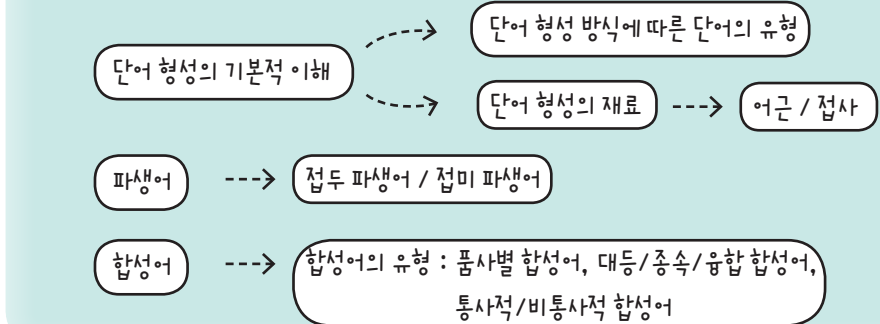 단어 형성 방식에 따른 단어의 유형
단어 형성의 기본적 이해
단어 형성의 재료
어근 / 접사
파생어
접두 파생어 / 접미 파생어
합성어
합성어의 유형 : 품사별 합성어, 대등/종속/융합 합성어,
통사적/비통사적 합성어